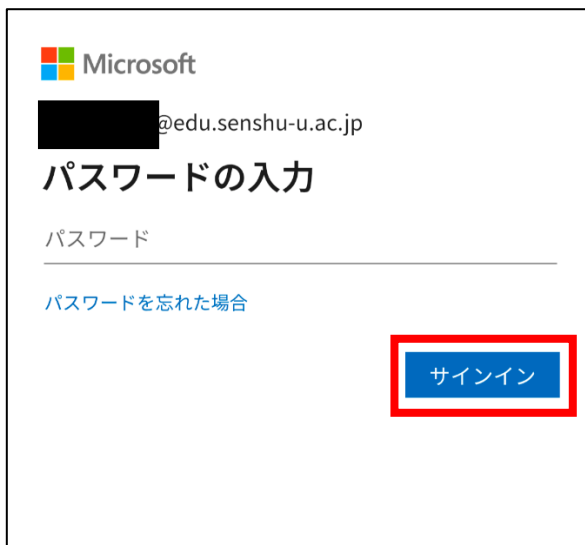 Microsoft
@edu.senshu-u.ac.jp
パスワードの入力
パスワード
パスワードを忘れた場合
サインイン